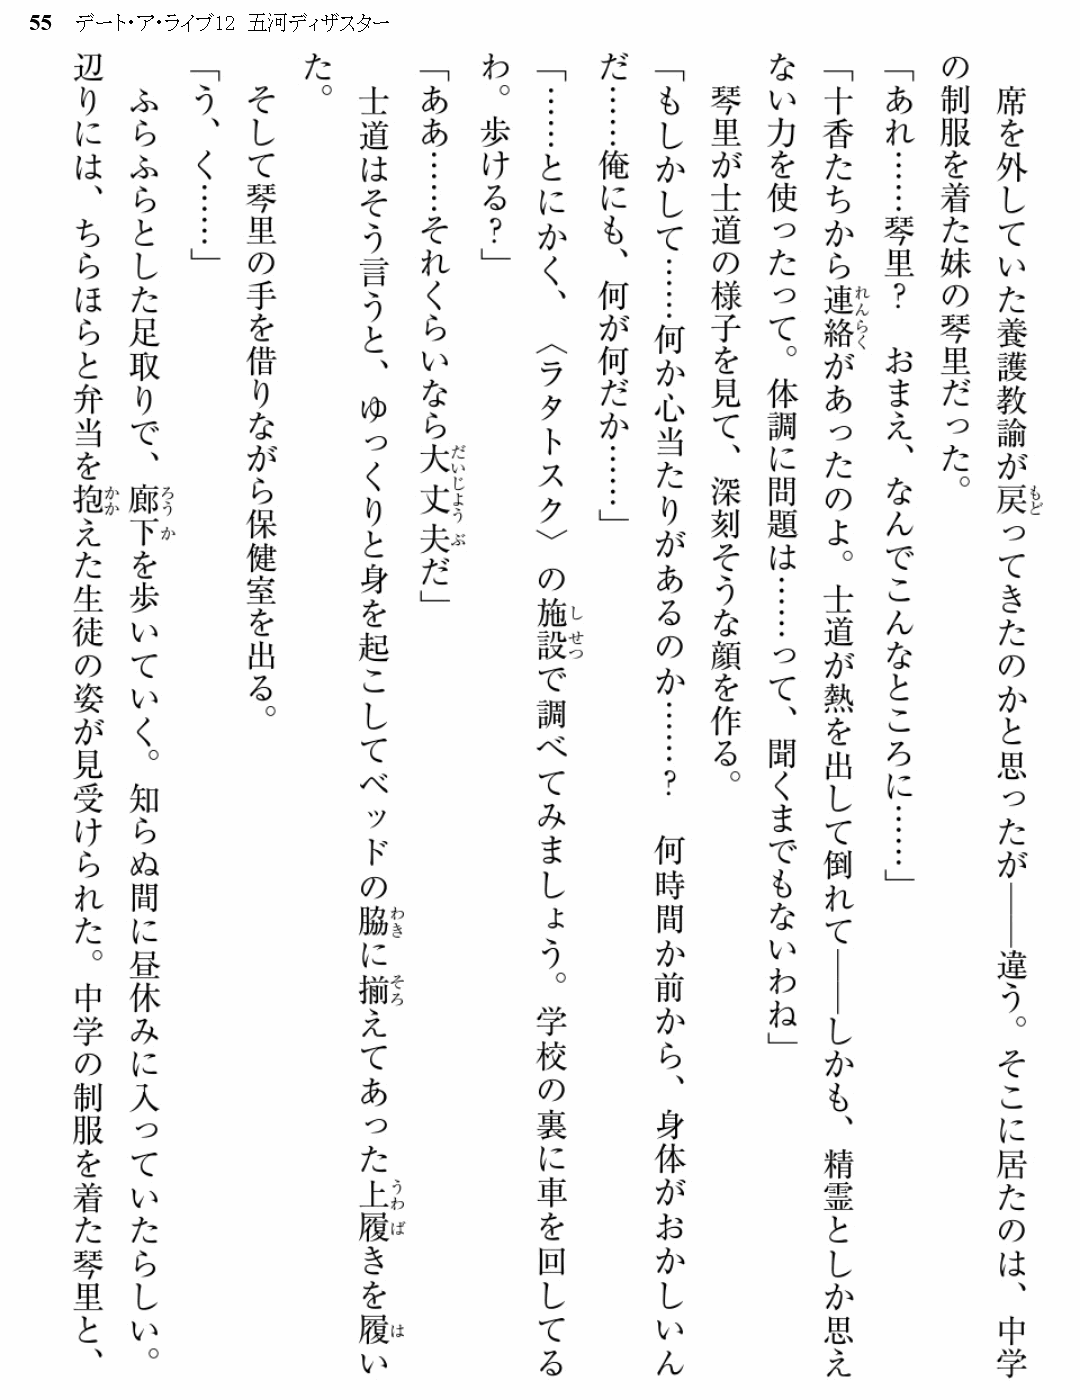 55 デート・ア・ライブ12 五河ディザスター
席を外していた養護教諭が戻ってきたのかと思ったが――違う。そこに居たのは、中学
の制服を着た妹の琴里だった。
「あれ……琴里？　おまえ、なんでこんなところに……」
「十香たちから連絡があったのよ。士道が熱を出して倒れて――しかも、精霊としか思え
ない力を使ったって。体調に問題は……って、聞くまでもないわね」
琴里が士道の様子を見て、深刻そうな顔を作る。
「もしかして……何か心当たりがあるのか……？　何時間か前から、身体がおかしいん
だ……俺にも、何が何だか……」
「……とにかく、〈ラタトスク〉の施設で調べてみましょう。学校の裏に車を回してる
わ。歩ける？」
「ああ……それくらいなら大丈夫だ」
士道はそう言うと、ゆっくりと身を起こしてベッドの脇に揃えてあった上履きを履い
た。
そして琴里の手を借りながら保健室を出る。
「う、く……」
ふらふらとした足取りで、廊下を歩いていく。知らぬ間に昼休みに入っていたらしい。
辺りには、ちらほらと弁当を抱えた生徒の姿が見受けられた。中学の制服を着た琴里と、